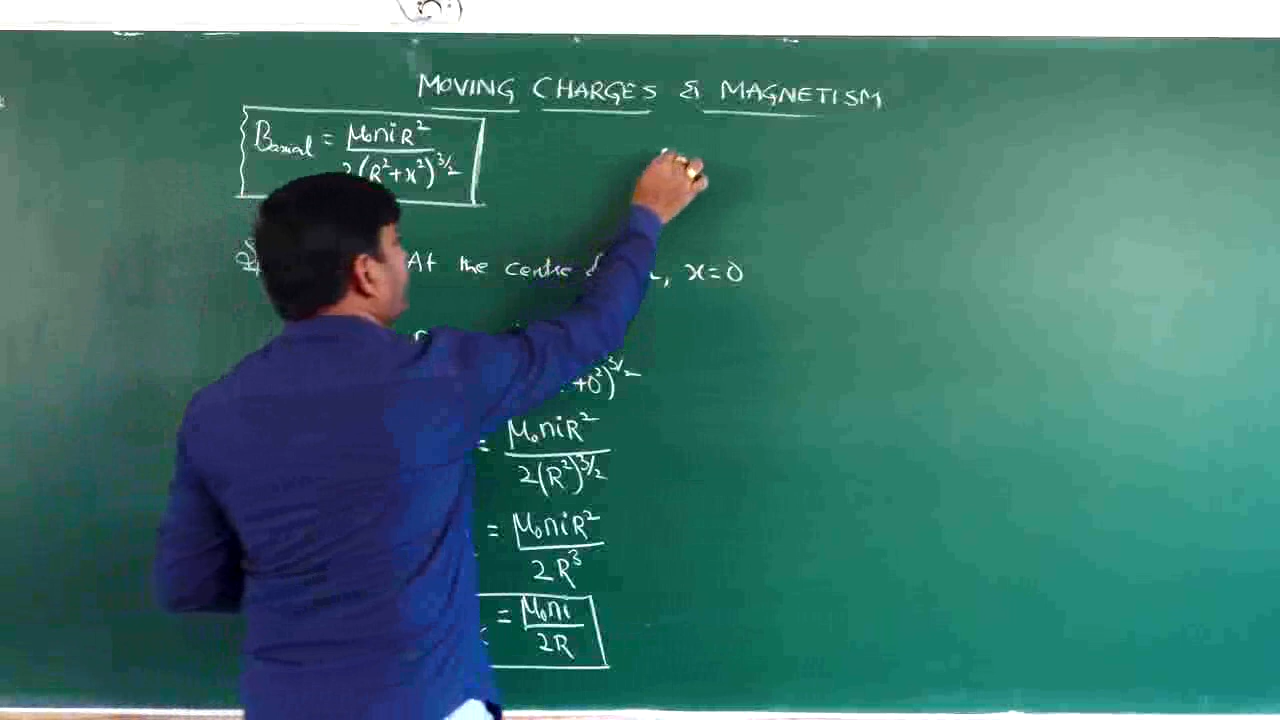 MOVING CHARGES & MAGNETISM
Baxial = μ₀niR²
2(R²+x²)^3/2
At the centre x=0
+0²)^3/2
= μ₀niR²
2(R²)^3/2
= μ₀niR²
2R³
= μ₀ni
2R